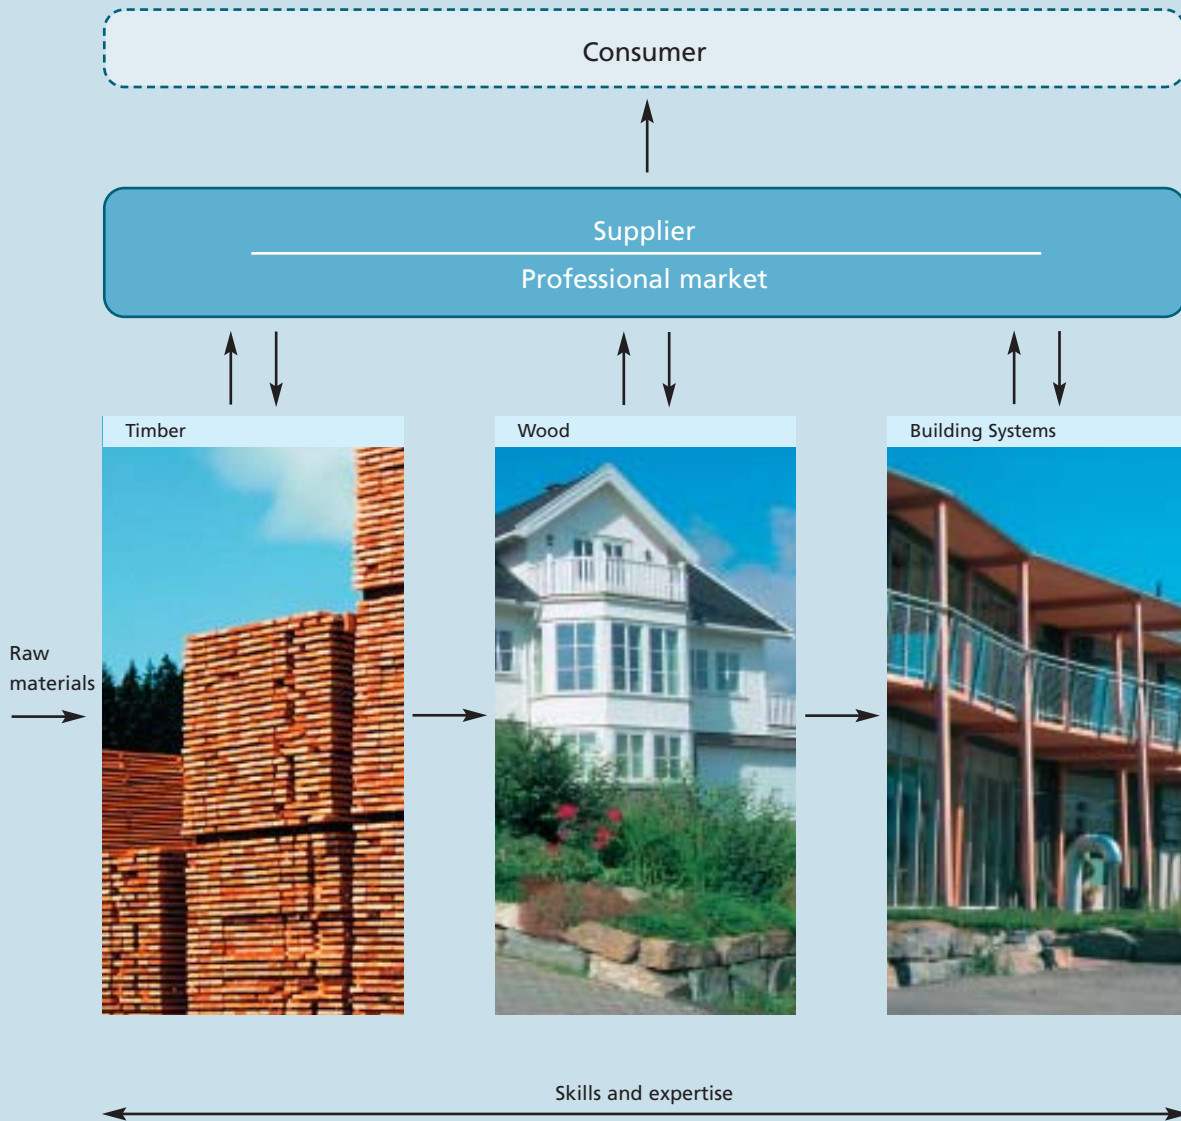 Consumer
Supplier
Professional market
Timber
Wood
Building Systems
Raw
materials
Skills and expertise